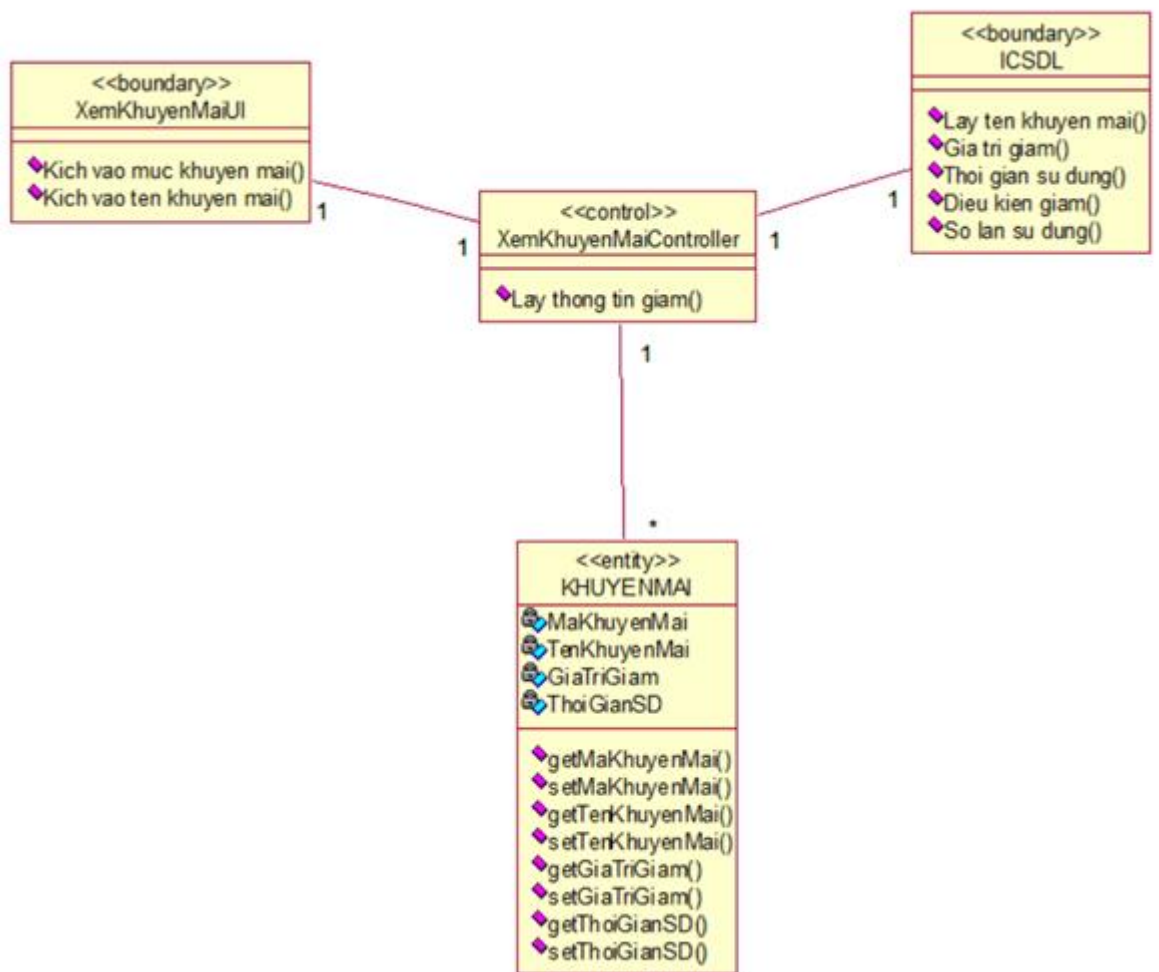 <<boundary>>
XemKhuyenMaiUI
Kich vao muc khuyen mai()
Kich vao ten khuyen mai()
1
1
<<control>>
XemKhuyenMaiController
Lay thong tin giam()
1
1
<<boundary>>
ICSDL
Lay ten khuyen mai()
Gia tri giam()
Thoi gian su dung()
Dieu kien giam()
So lan su dung()
1
*
<<entity>>
KHUYENMAI
MaKhuyenMai
TenKhuyenMai
GiaTriGiam
ThoiGianSD
getMaKhuyenMai()
setMaKhuyenMai()
getTenKhuyenMai()
setTenKhuyenMai()
getGiaTriGiam()
setGiaTriGiam()
getThoiGianSD()
setThoiGianSD()